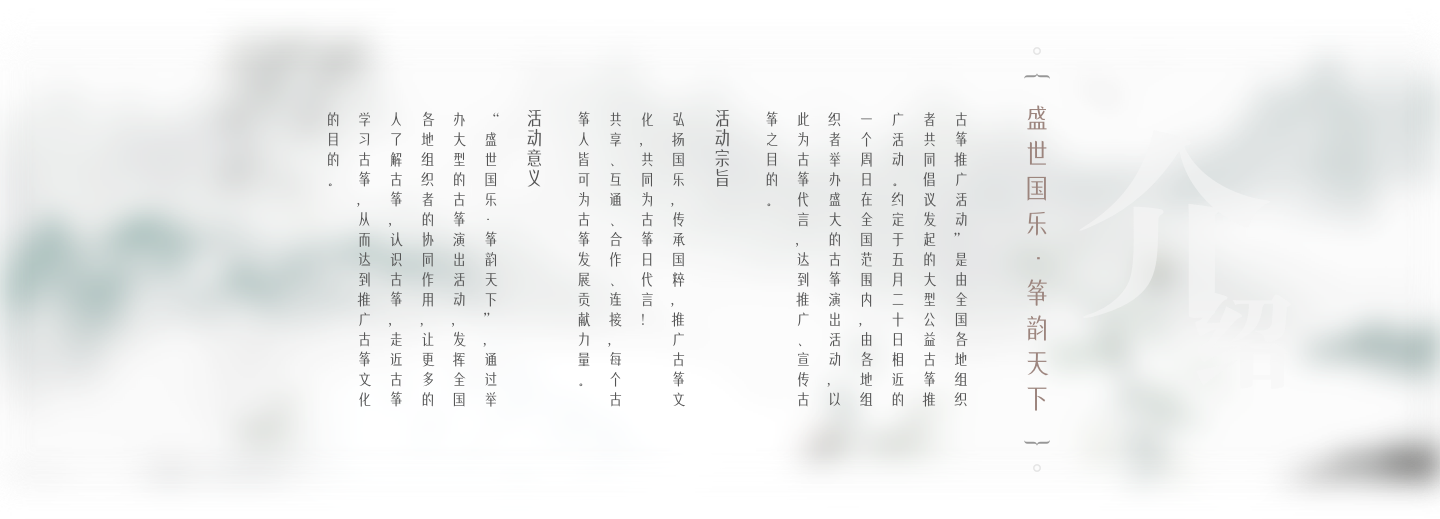 介绍
盛世国乐·筝韵天下
古筝推广活动”是由全国各地组织
者共同倡议发起的大型公益古筝推
广活动。约定于五月二十日相近的
一个周日在全国范围内,由各地组
织者举办盛大的古筝演出活动,以
此为古筝代言,达到推广、宣传古
筝之目的。
活动宗旨
弘扬国乐,传承国粹,推广古筝文
化,共同为古筝日代言!
共享、互通、合作、连接,每个古
筝人皆可为古筝发展贡献力量。
活动意义
“盛世国乐·筝韵天下”,通过举
办大型的古筝演出活动,发挥全国
各地组织者的协同作用,让更多的
人了解古筝,认识古筝,走近古筝
学习古筝,从而达到推广古筝文化
的目的。